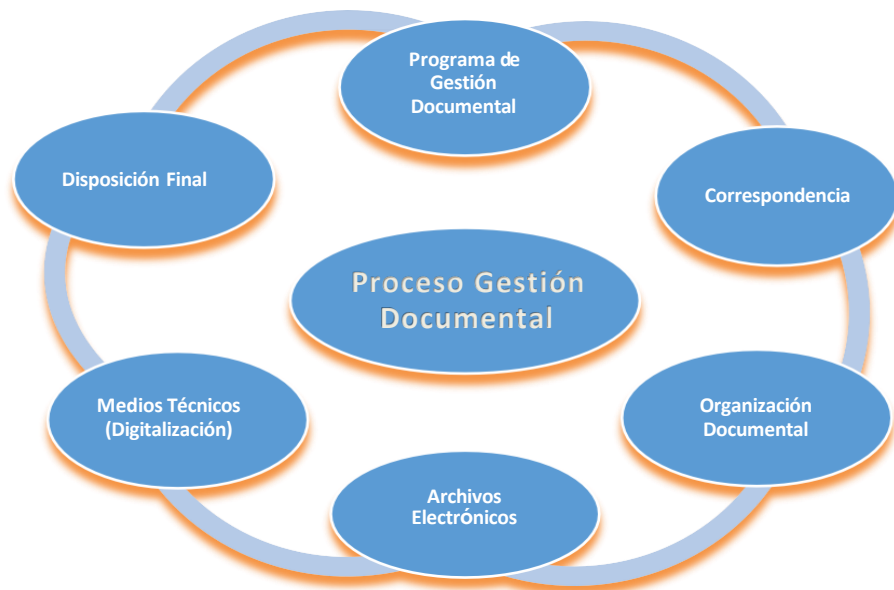 Programa de
Gestión
Documental
Disposición Final
Correspondencia
Proceso Gestión
Documental
Medios Técnicos
(Digitalización)
Organización
Documental
Archivos
Electrónicos